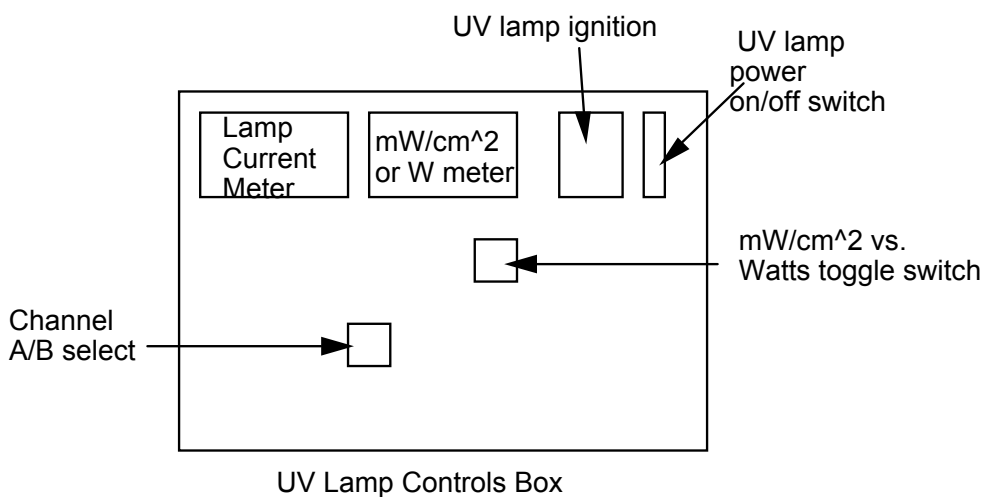 UV lamp ignition
UV lamp
power
on/off switch
Lamp
Current
Meter
mW/cm^2
or W meter
mW/cm^2 vs.
Watts toggle switch
Channel
A/B select
UV Lamp Controls Box